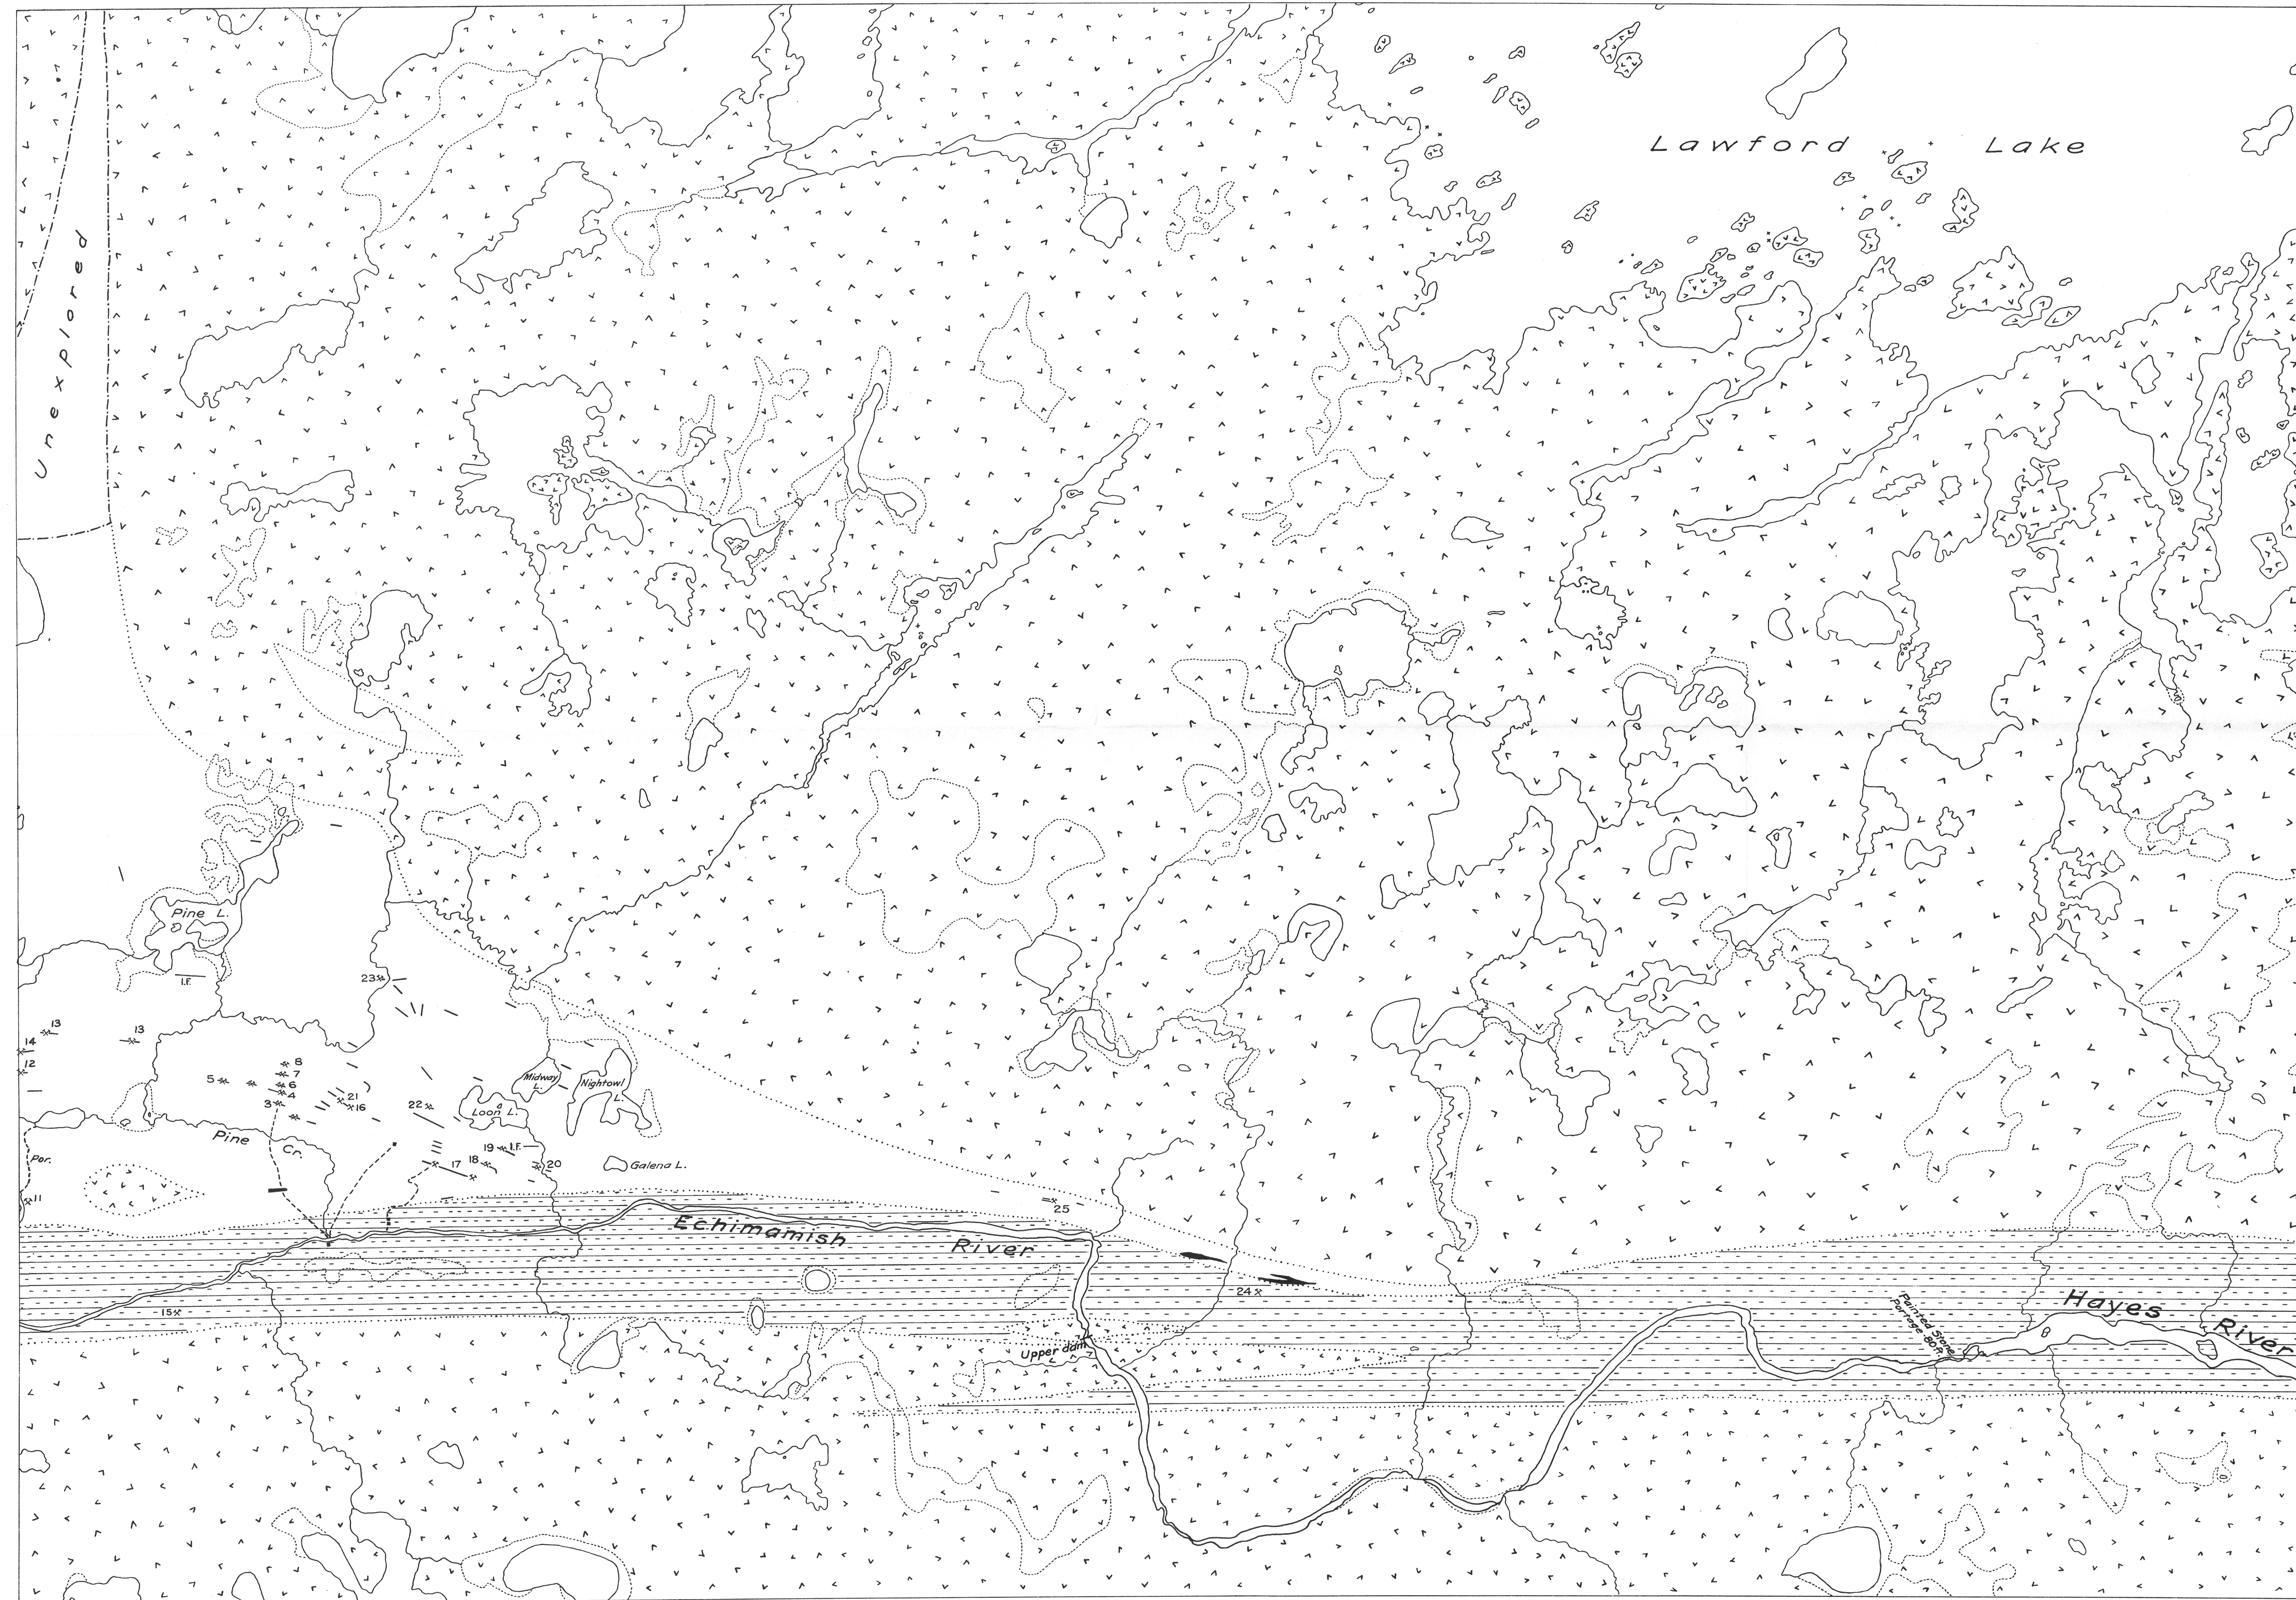 Lawford Lake
Unexplored
Pine L.
I.F.
23
13
13
14
12
8
7
5
6
4
3
21
16
22
Midway
L.
Nightowl
L.
Loon L.
Pine Cr.
Por.
19
I.F.
17
18
20
Galena L.
11
25
Echimamish River
24
15
Upper dam
Painted Stone
Portage 80ft.
Hayes River